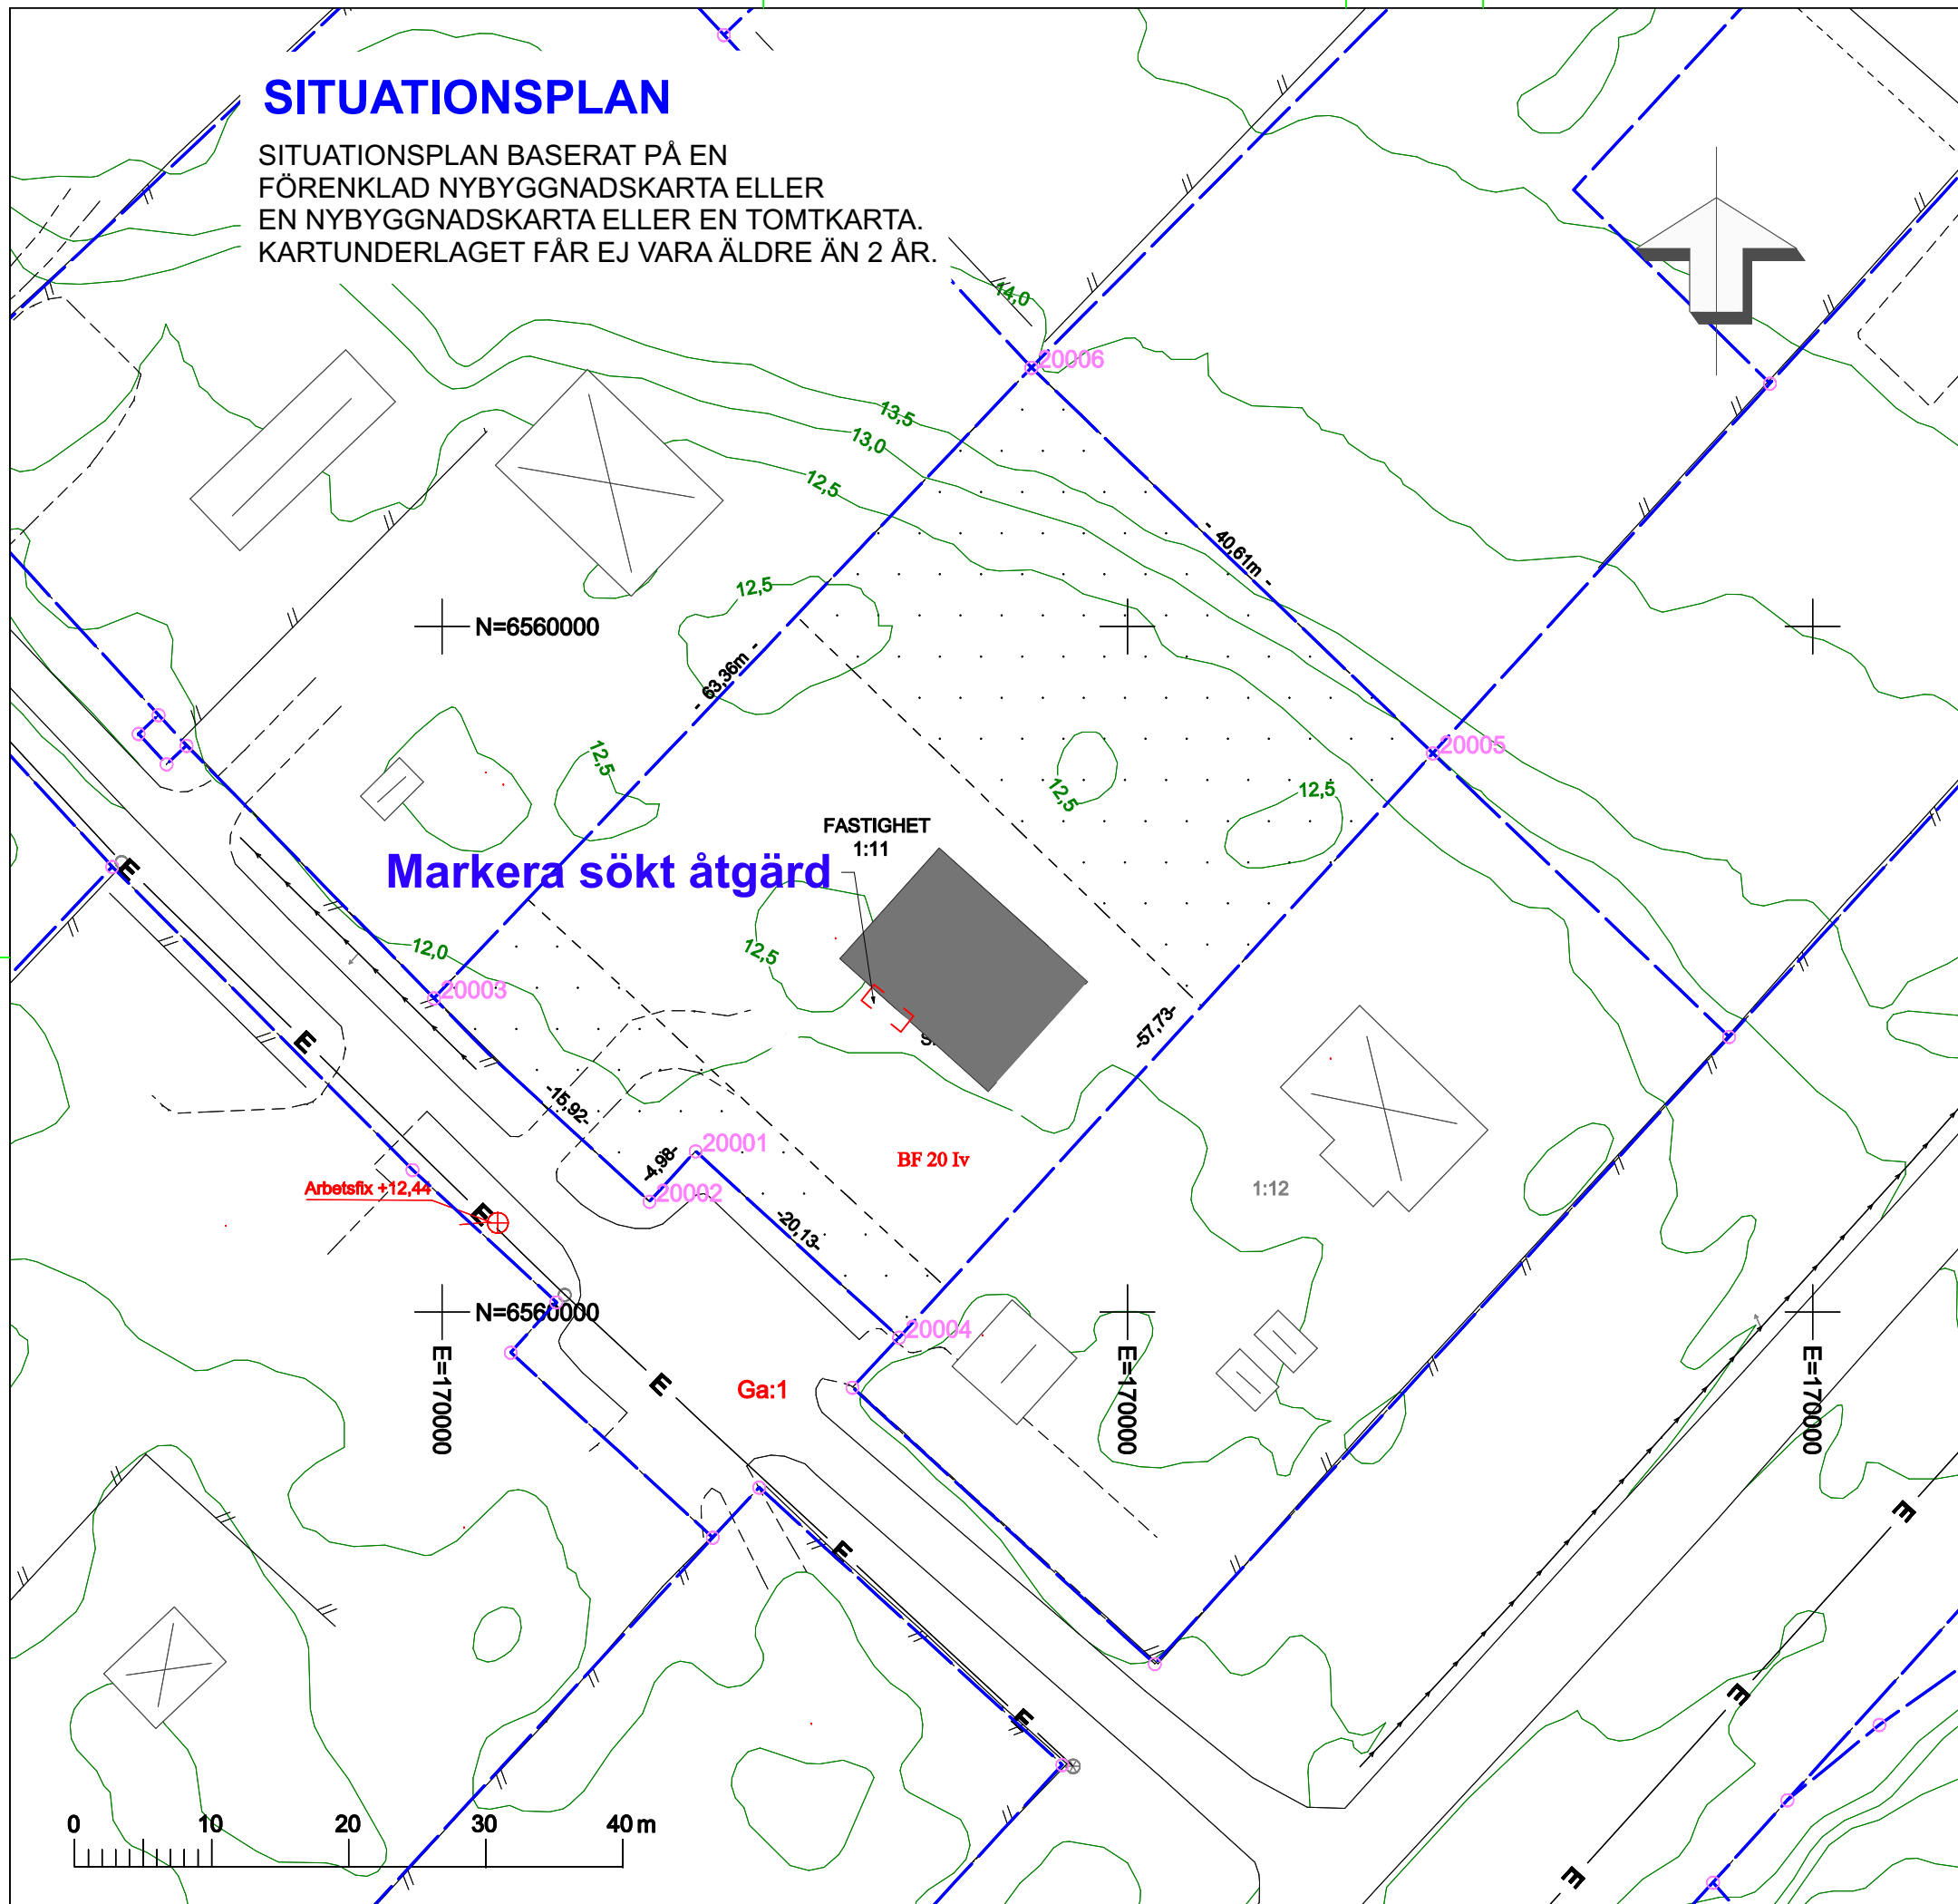 SITUATIONSPLAN
SITUATIONSPLAN BASERAT PÅ EN
FÖRENKLAD NYBYGGNADSKARTA ELLER
EN NYBYGGNADSKARTA ELLER EN TOMTKARTA.
KARTUNDERLAGET FÅR EJ VARA ÄLDRE ÄN 2 ÅR.
14,0
20006
13,5
13,0
12,5
- 40,61m -
12,5
N=6560000
- 63,36m -
20005
12,5
12,5
12,5
FASTIGHET
1:11
Markera sökt åtgärd
E
12,0
12,5
20003
E
-57,73-
-15,92-
20001
-4,98-
BF 20 Iv
20002
1:12
Arbetsfix +12,44
E
-20,13-
N=6560000
20004
E=170000
E=170000
E=170000
E
Ga:1
E
E
E
E
E
0 10 20 30 40 m